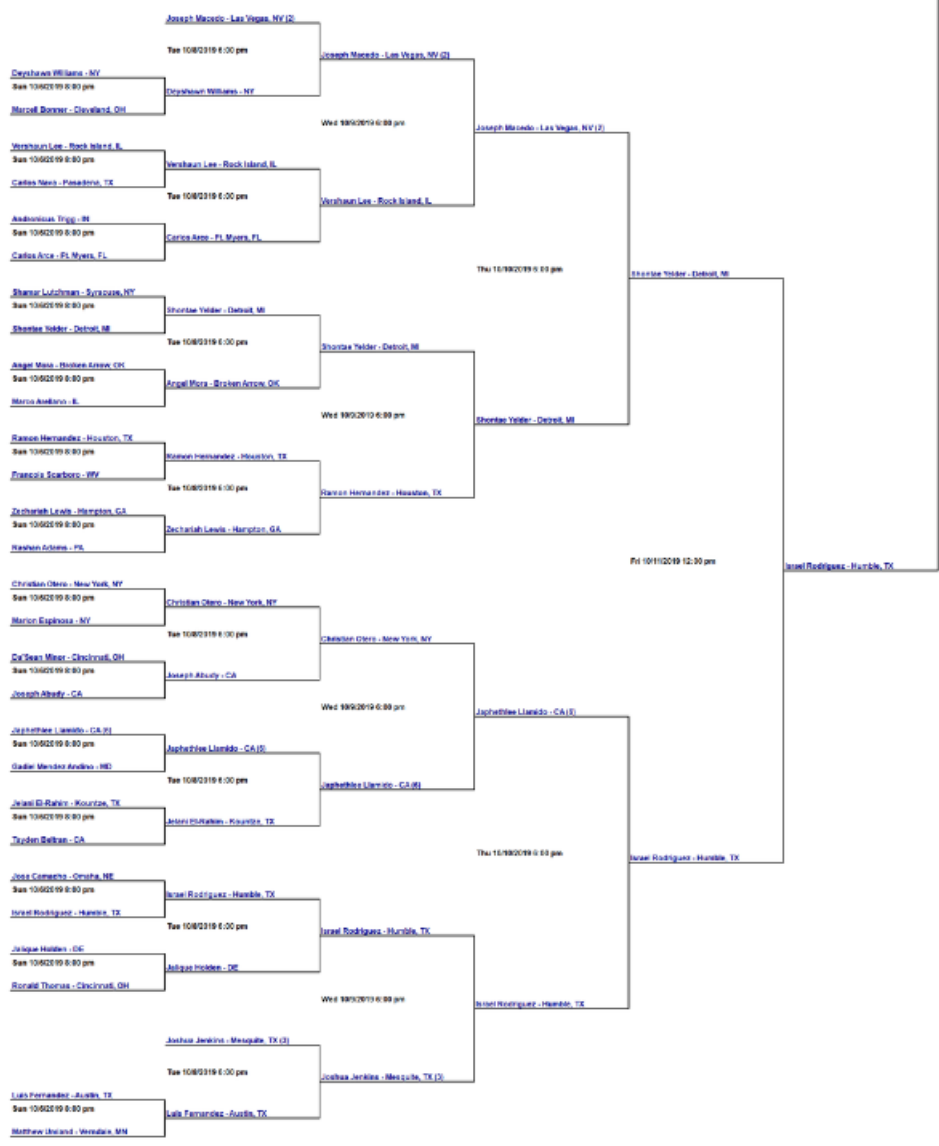 Joseph Macedo - Las Vegas, NV (2)
Tue 10/8/2019 6:00 pm
Joseph Macedo - Las Vegas, NV (2)
Deyshawn Williams - NY
Sun 10/6/2019 8:00 pm
Deyshawn Williams - NY
Marcell Bonner - Cleveland, OH
Wed 10/9/2019 6:00 pm
Joseph Macedo - Las Vegas, NV (2)
Vershaun Lee - Rock Island, IL
Sun 10/6/2019 8:00 pm
Vershaun Lee - Rock Island, IL
Carlos Nava - Pasadena, TX
Tue 10/8/2019 6:00 pm
Vershaun Lee - Rock Island, IL
Andronicus Trigg - IN
Sun 10/6/2019 8:00 pm
Carlos Arce - Ft. Myers, FL
Carlos Arce - Ft. Myers, FL
Thu 10/10/2019 6:00 pm
Shontae Yelder - Detroit, MI
Shamar Lutchman - Syracuse, NY
Sun 10/6/2019 8:00 pm
Shontae Yelder - Detroit, MI
Shontae Yelder - Detroit, MI
Tue 10/8/2019 6:00 pm
Shontae Yelder - Detroit, MI
Angel Mora - Broken Arrow, OK
Sun 10/6/2019 8:00 pm
Angel Mora - Broken Arrow, OK
Marco Arellano - IL
Wed 10/9/2019 6:00 pm
Shontae Yelder - Detroit, MI
Ramon Hernandez - Houston, TX
Sun 10/6/2019 8:00 pm
Ramon Hernandez - Houston, TX
Francois Scarboro - WV
Tue 10/8/2019 6:00 pm
Ramon Hernandez - Houston, TX
Zechariah Lewis - Hampton, GA
Sun 10/6/2019 8:00 pm
Zechariah Lewis - Hampton, GA
Nashan Adams - PA
Fri 10/11/2019 12:00 pm
Israel Rodriguez - Humble, TX
Christian Otero - New York, NY
Sun 10/6/2019 8:00 pm
Christian Otero - New York, NY
Marlon Espinosa - NY
Tue 10/8/2019 6:00 pm
Christian Otero - New York, NY
Da'Sean Minor - Cincinnati, OH
Sun 10/6/2019 8:00 pm
Joseph Abudy - CA
Joseph Abudy - CA
Wed 10/9/2019 6:00 pm
Japhethlee Llamido - CA (6)
Japhethlee Llamido - CA (6)
Sun 10/6/2019 8:00 pm
Japhethlee Llamido - CA (6)
Gadiel Mendez Andino - MD
Tue 10/8/2019 6:00 pm
Japhethlee Llamido - CA (6)
Jelani El-Rahim - Kountze, TX
Sun 10/6/2019 8:00 pm
Jelani El-Rahim - Kountze, TX
Tayden Beltran - CA
Thu 10/10/2019 6:00 pm
Israel Rodriguez - Humble, TX
Jose Camacho - Omaha, NE
Sun 10/6/2019 8:00 pm
Israel Rodriguez - Humble, TX
Israel Rodriguez - Humble, TX
Tue 10/8/2019 6:00 pm
Israel Rodriguez - Humble, TX
Jalique Holden - DE
Sun 10/6/2019 8:00 pm
Jalique Holden - DE
Ronald Thomas - Cincinnati, OH
Wed 10/9/2019 6:00 pm
Israel Rodriguez - Humble, TX
Joshua Jenkins - Mesquite, TX (3)
Tue 10/8/2019 6:00 pm
Joshua Jenkins - Mesquite, TX (3)
Luis Fernandez - Austin, TX
Sun 10/6/2019 8:00 pm
Luis Fernandez - Austin, TX
Matthew - Verndale, MN